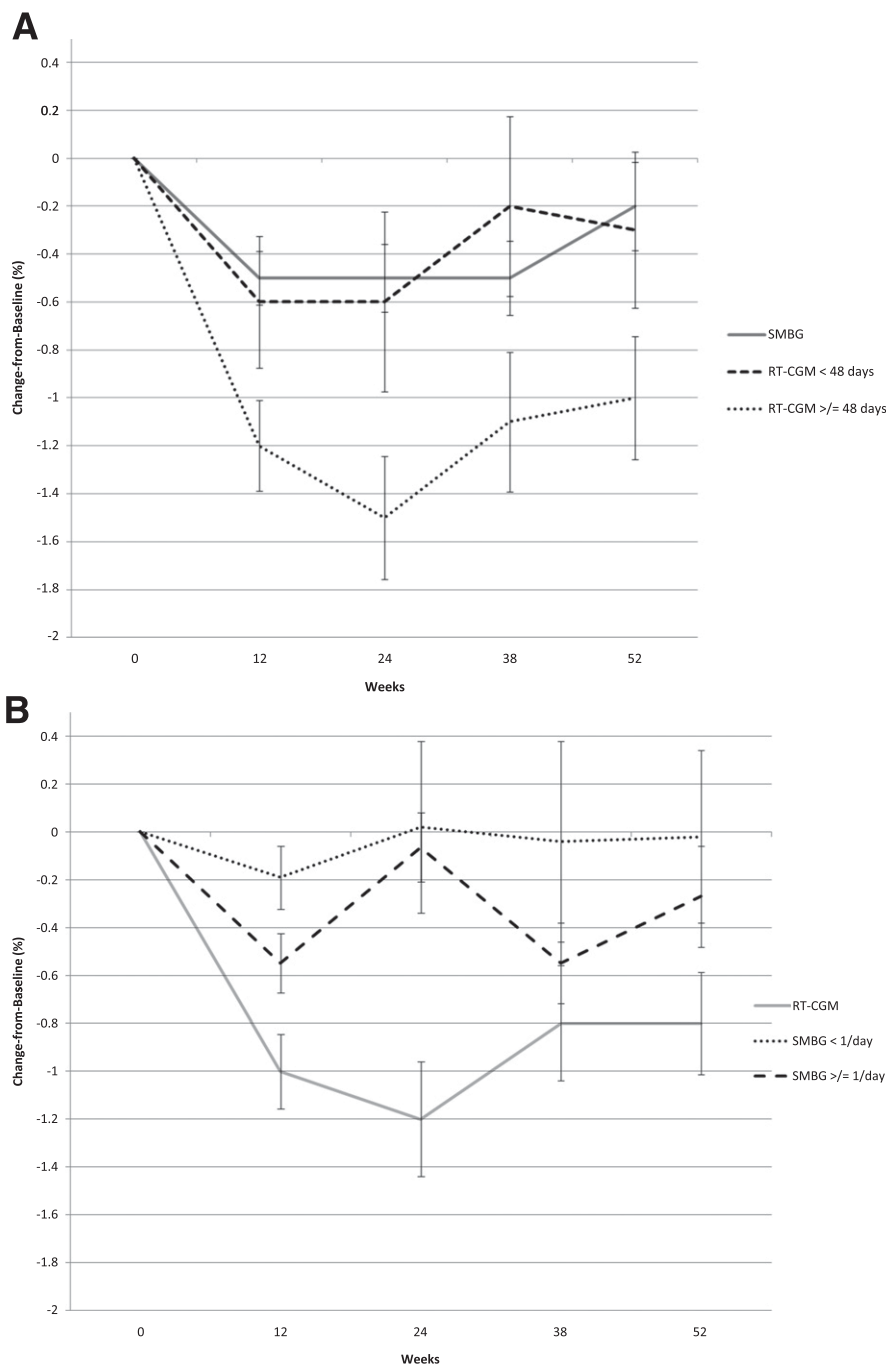 A
0.4
0.2
0
-0.2
-0.4
-0.6
-0.8
-1
-1.2
-1.4
-1.6
-1.8
-2
Change-from-Baseline (%)
0 12 24 38 52
Weeks
SMBG
RT-CGM < 48 days
RT-CGM >/= 48 days
B
0.4
0.2
0
-0.2
-0.4
-0.6
-0.8
-1
-1.2
-1.4
-1.6
-1.8
-2
Change-from-Baseline (%)
0 12 24 38 52
Weeks
RT-CGM
SMBG < 1/day
SMBG >/= 1/day